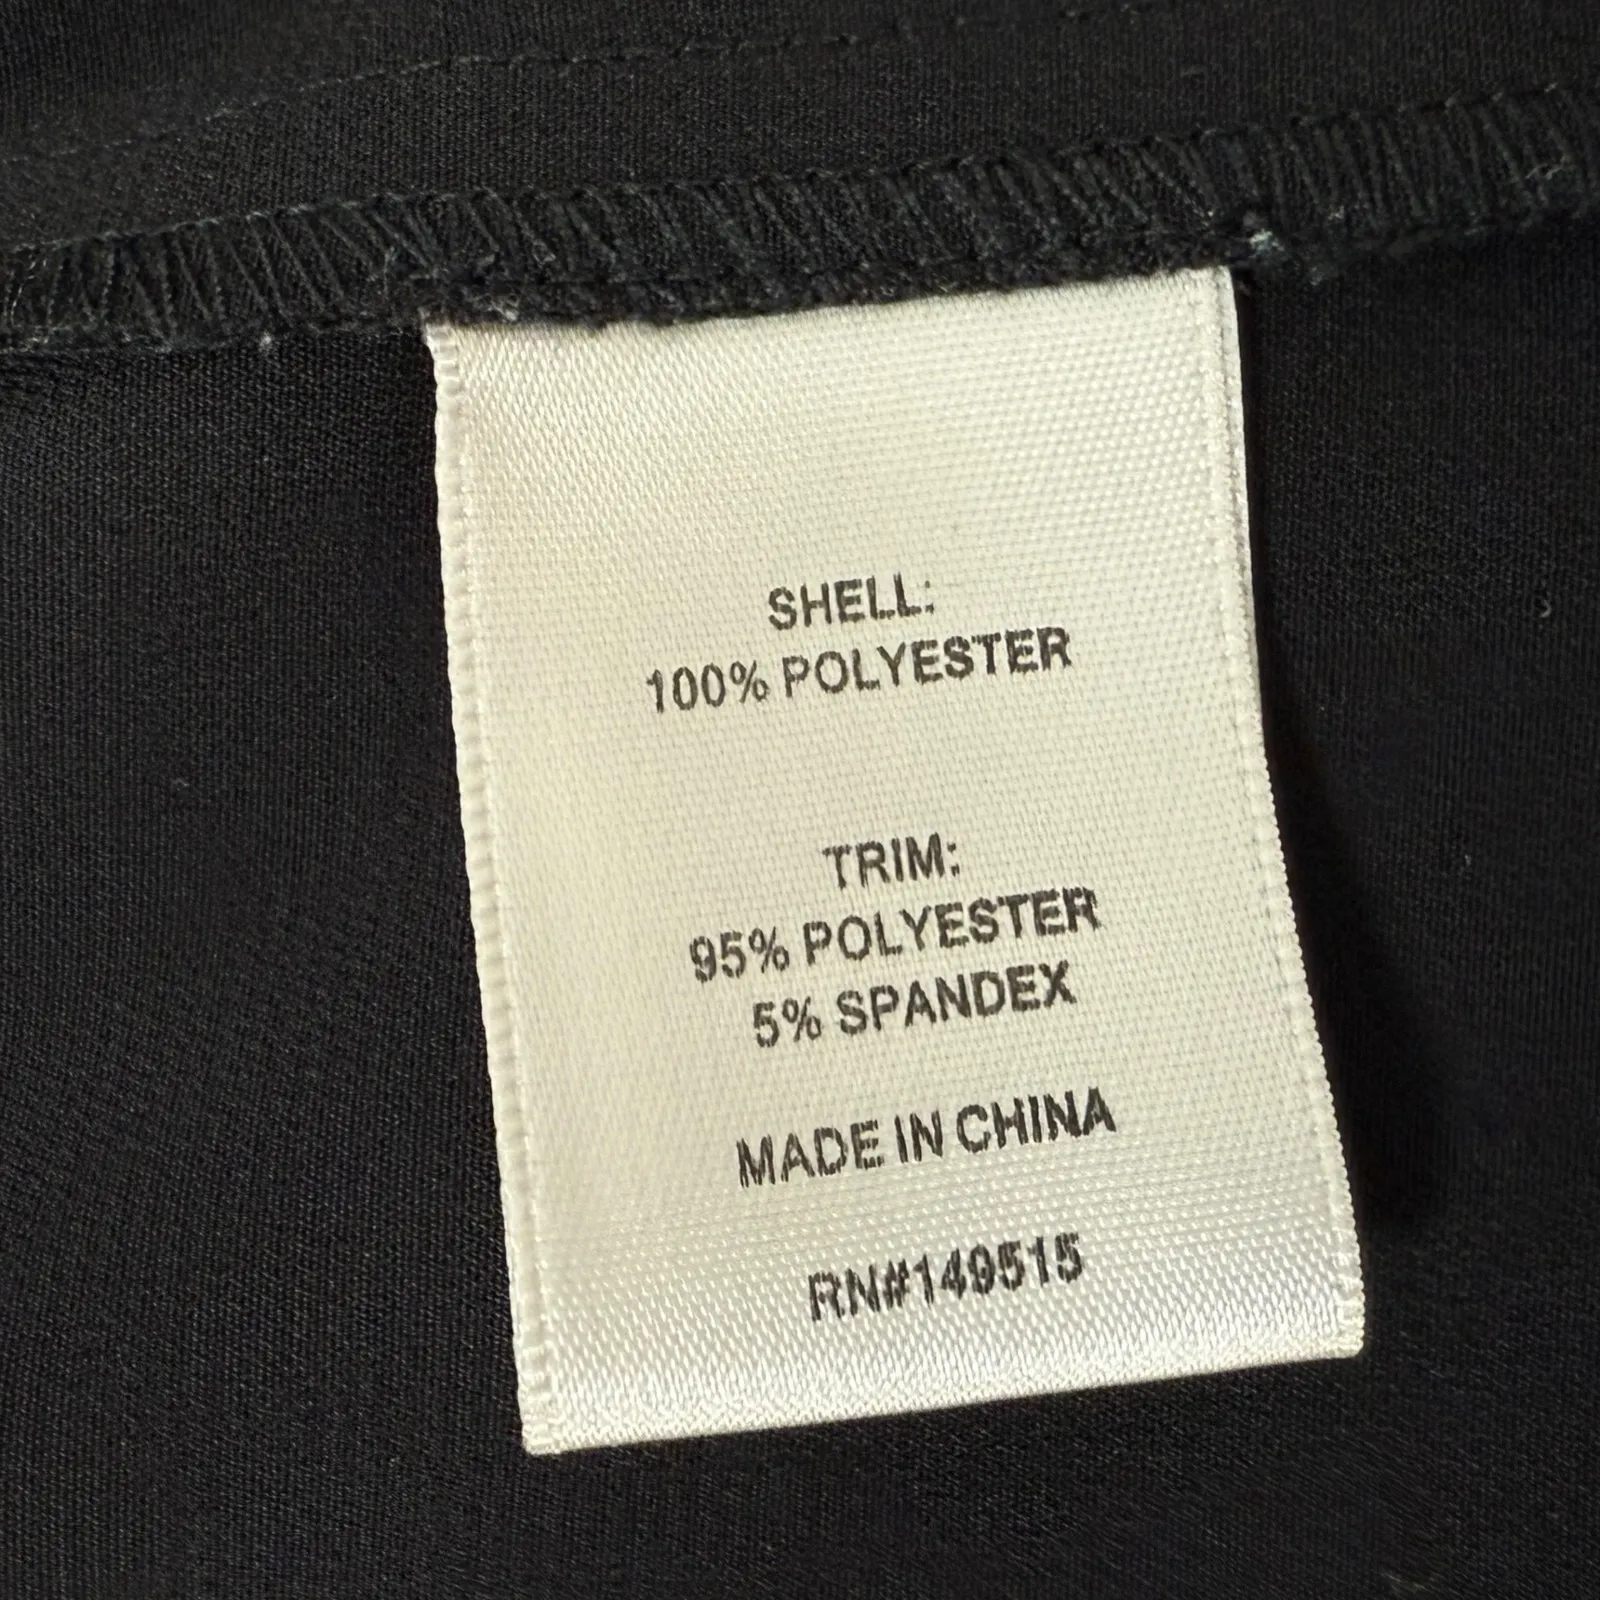 SHELL:
100% POLYESTER
TRIM:
95% POLYESTER
5% SPANDEX
MADE IN CHINA
RN#149515